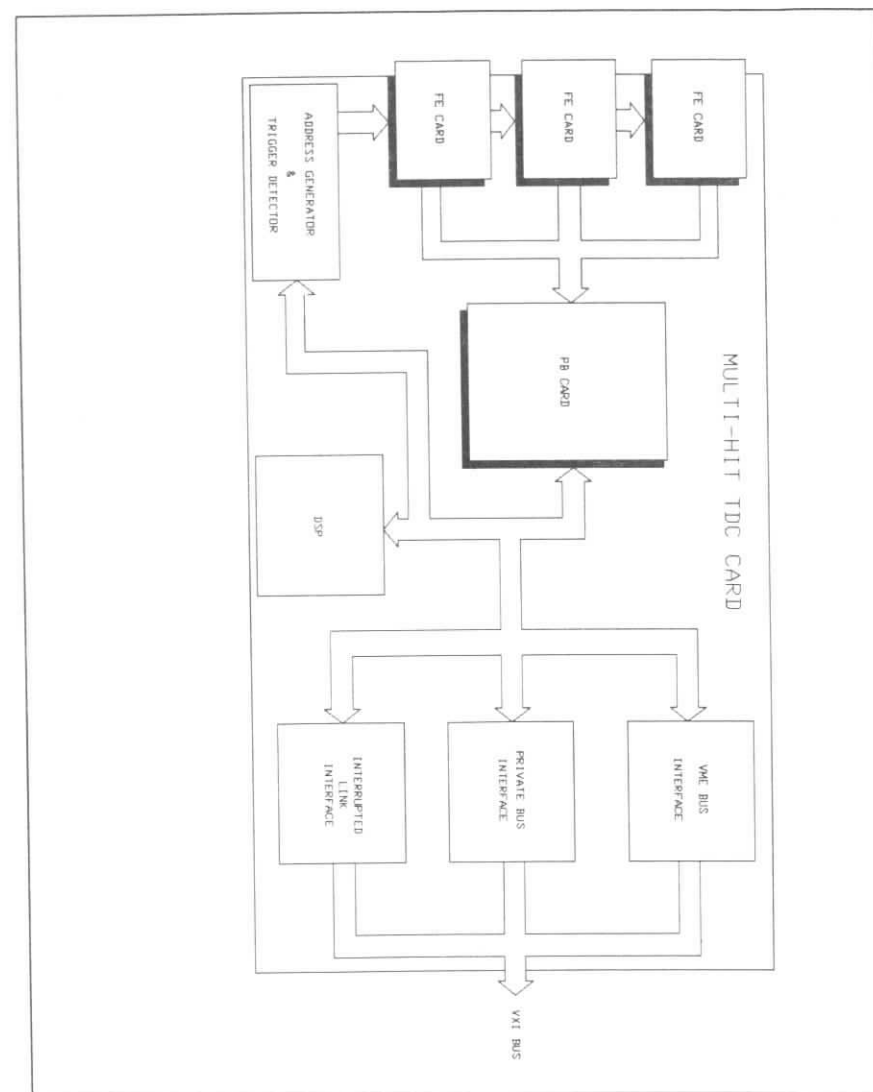 MULTI-HIT TDC CARD
FE CARD
FE CARD
FE CARD
ADDRESS GENERATOR
&
TRIGGER DETECTOR
PB CARD
DSP
VME BUS
INTERFACE
PRIVATE BUS
INTERFACE
INTERRUPTED
LINK
INTERFACE
VXI BUS